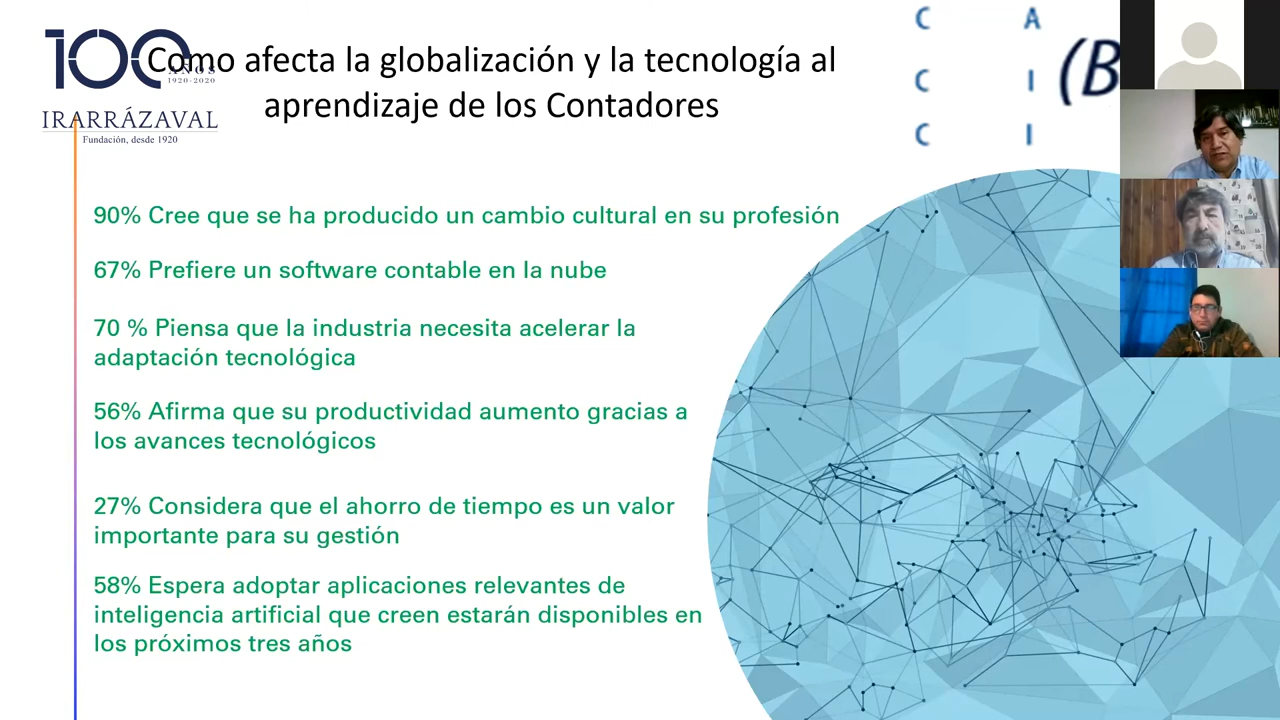 100
AÑOS
1920-2020
IRARRÁZAVAL
Fundación, desde 1920
Como afecta la globalización y la tecnología al
aprendizaje de los Contadores
C A
C I
C I
(B
90% Cree que se ha producido un cambio cultural en su profesión
67% Prefiere un software contable en la nube
70 % Piensa que la industria necesita acelerar la
adaptación tecnológica
56% Afirma que su productividad aumento gracias a
los avances tecnológicos
27% Considera que el ahorro de tiempo es un valor
importante para su gestión
58% Espera adoptar aplicaciones relevantes de
inteligencia artificial que creen estarán disponibles en
los próximos tres años